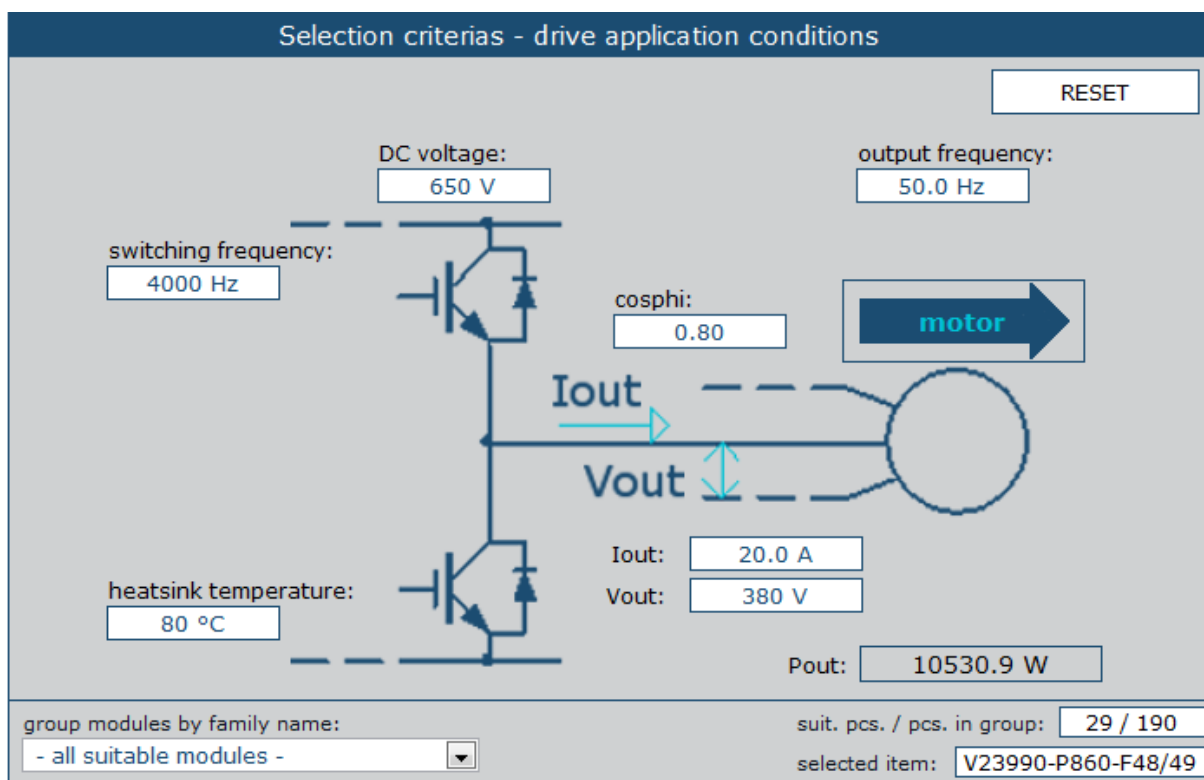 Selection criterias - drive application conditions
RESET
DC voltage:
650 V
output frequency:
50.0 Hz
switching frequency:
4000 Hz
cosphi:
0.80
motor
Iout
Vout
Iout:
20.0 A
Vout:
380 V
heatsink temperature:
80 °C
Pout:
10530.9 W
group modules by family name:
- all suitable modules -
suit. pcs. / pcs. in group:
29 / 190
selected item:
V23990-P860-F48/49